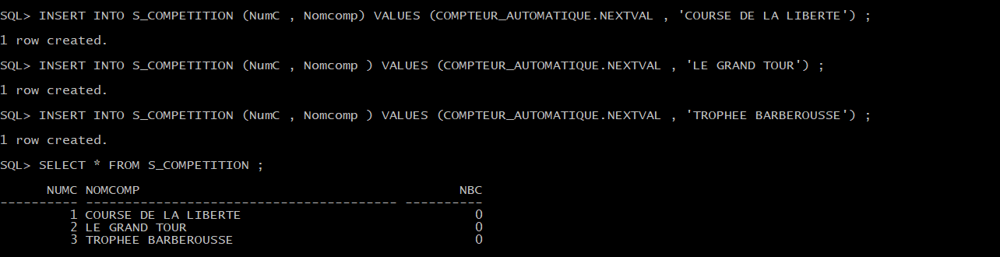 SQL> INSERT INTO S_COMPETITION (NumC , Nomcomp) VALUES (COMPTEUR_AUTOMATIQUE.NEXTVAL , 'COURSE DE LA LIBERTE') ;
1 row created.
SQL> INSERT INTO S_COMPETITION (NumC , Nomcomp ) VALUES (COMPTEUR_AUTOMATIQUE.NEXTVAL , 'LE GRAND TOUR') ;
1 row created.
SQL> INSERT INTO S_COMPETITION (NumC , Nomcomp ) VALUES (COMPTEUR_AUTOMATIQUE.NEXTVAL , 'TROPHEE BARBEROUSSE') ;
1 row created.
SQL> SELECT * FROM S_COMPETITION ;
      NUMC NOMCOMP                                         NBC
---------- ---------------------------------------- ----------
         1 COURSE DE LA LIBERTE                              0
         2 LE GRAND TOUR                                     0
         3 TROPHEE BARBEROUSSE                               0